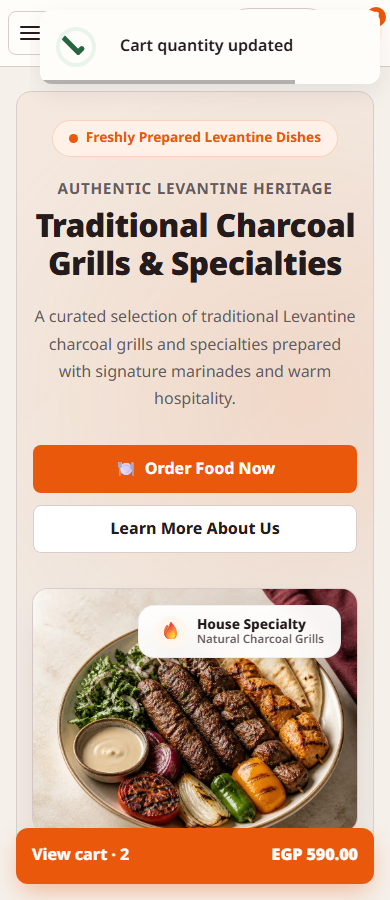 Cart quantity updated
Freshly Prepared Levantine Dishes
AUTHENTIC LEVANTINE HERITAGE
Traditional Charcoal
Grills & Specialties
A curated selection of traditional Levantine
charcoal grills and specialties prepared
with signature marinades and warm
hospitality.
Order Food Now
Learn More About Us
House Specialty
Natural Charcoal Grills
View cart · 2
EGP 590.00